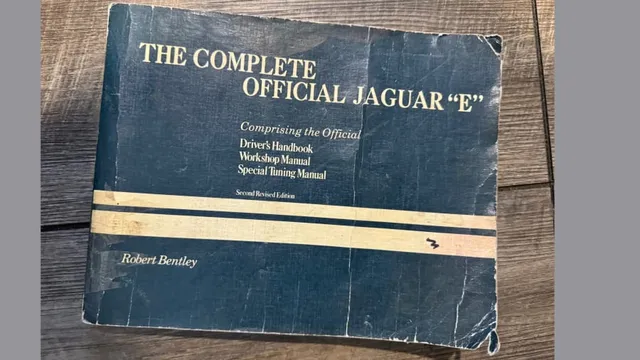 THE COMPLETE
OFFICIAL JAGUAR “E”
Comprising the Official
Driver's Handbook
Workshop Manual
Special Tuning Manual
Second Revised Edition
Robert Bentley